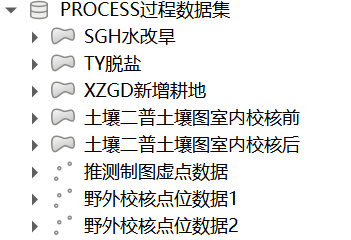 PROCESS过程数据集
SGH水改旱
TY脱盐
XZGD新增耕地
土壤二普土壤图室内校核前
土壤二普土壤图室内校核后
推测制图虚点数据
野外校核点位数据1
野外校核点位数据2